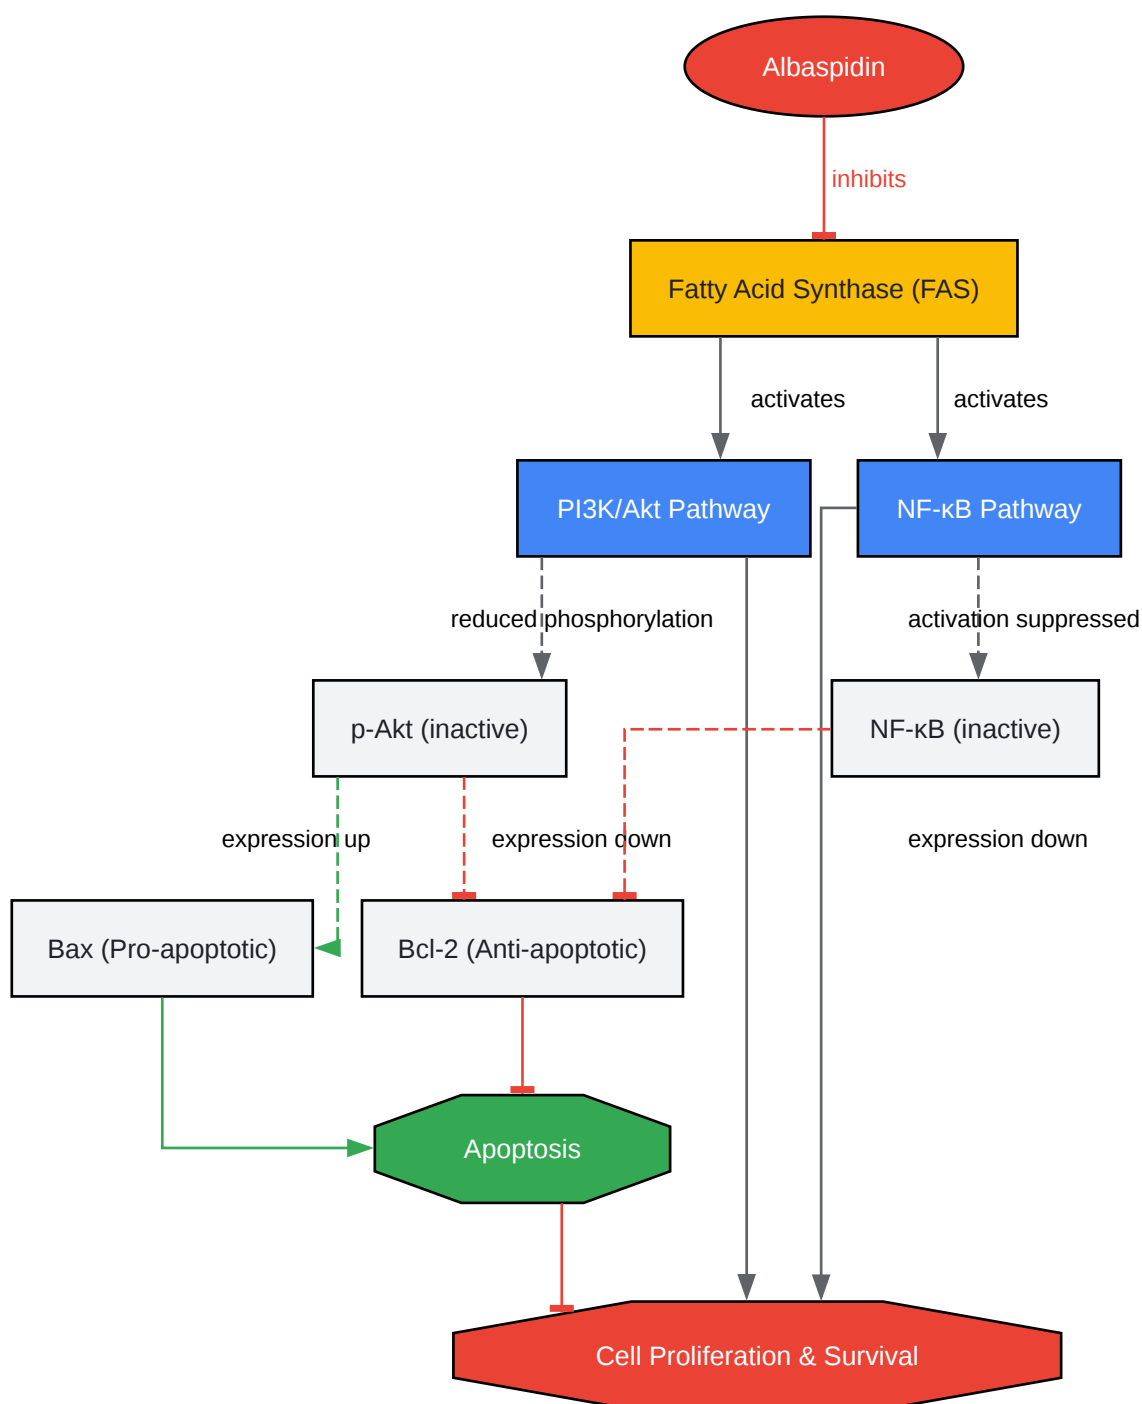 Albaspidin
inhibits
Fatty Acid Synthase (FAS)
activates
activates
PI3K/Akt Pathway
NF-κB Pathway
reduced phosphorylation
activation suppressed
p-Akt (inactive)
NF-κB (inactive)
expression up
expression down
expression down
Bax (Pro-apoptotic)
Bcl-2 (Anti-apoptotic)
Apoptosis
Cell Proliferation & Survival